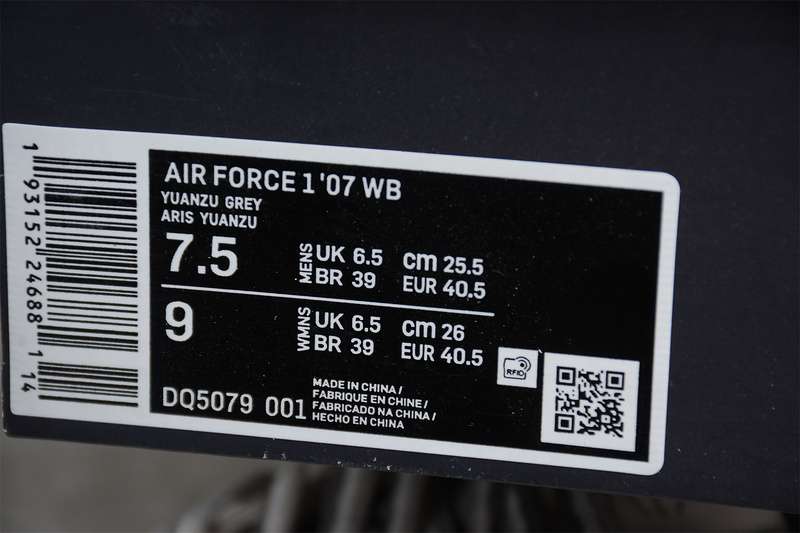 AIR FORCE 1 '07 WB
YUANZU GREY
ARIS YUANZU
7.5
MENS
UK 6.5 cm 25.5
BR 39 EUR 40.5
9
WMNS
UK 6.5 cm 26
BR 39 EUR 40.5
RFID
DQ5079 001
MADE IN CHINA /
FABRIQUE EN CHINE /
FABRICADO NA CHINA /
HECHO EN CHINA
1 93152 24688 1 14